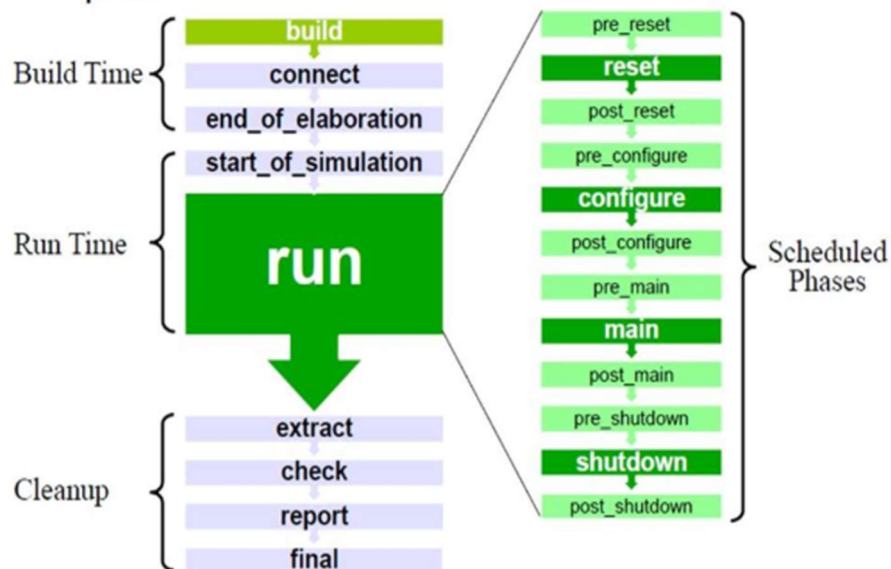 Build Time
build
connect
end_of_elaboration
Run Time
start_of_simulation
run
Cleanup
extract
check
report
final
pre_reset
reset
post_reset
pre_configure
configure
post_configure
pre_main
main
post_main
pre_shutdown
shutdown
post_shutdown
Scheduled
Phases